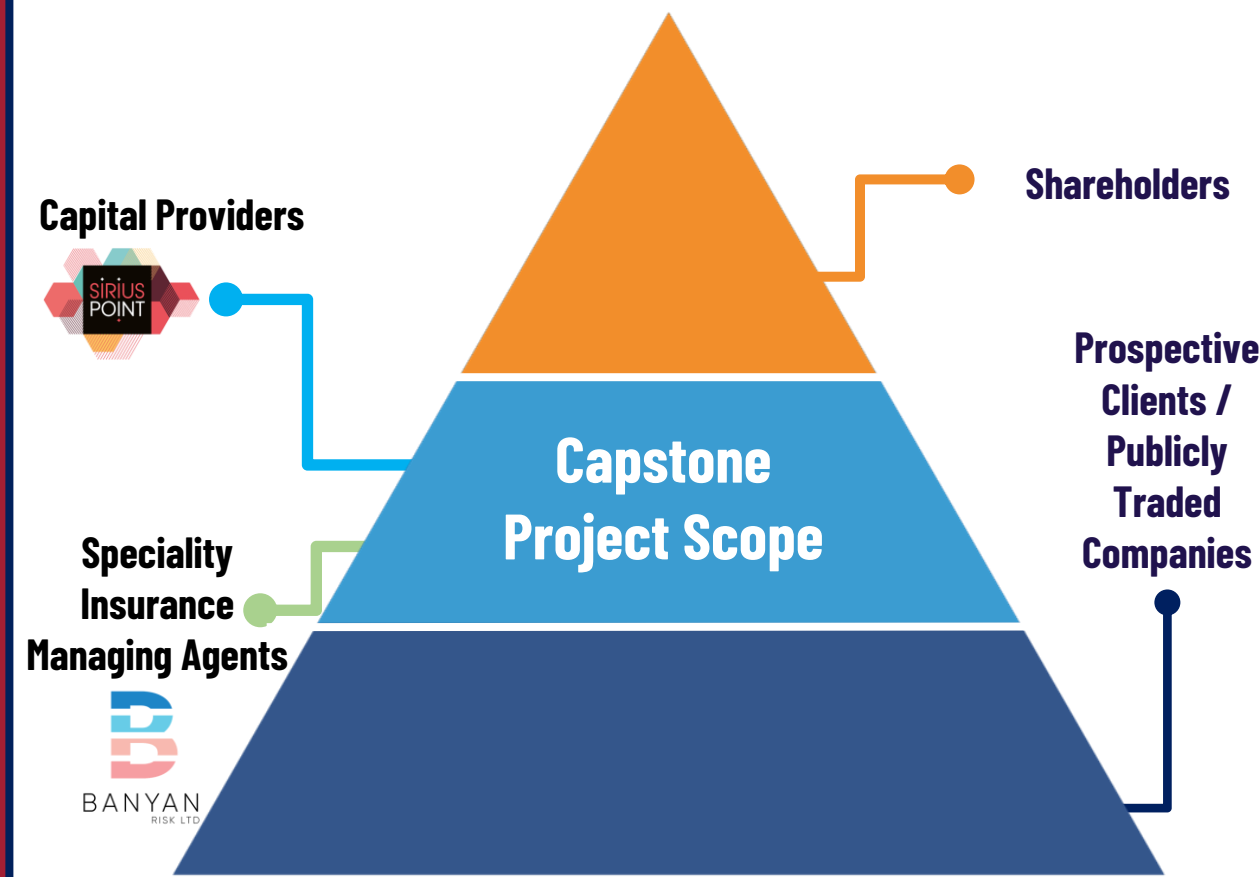 Shareholders
Capital Providers
SIRIUS
POINT
Prospective
Clients /
Publicly
Traded
Companies
Capstone
Project Scope
Speciality
Insurance
Managing Agents
BANYAN
RISK LTD